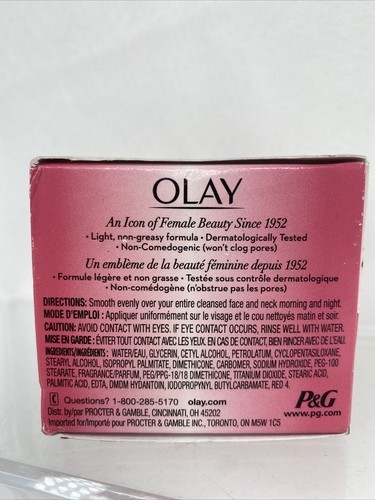 OLAY
An Icon of Female Beauty Since 1952
• Light, non-greasy formula • Dermatologically Tested
• Non-Comedogenic (won't clog pores)
Un emblème de la beauté féminine depuis 1952
• Formule légère et non grasse • Testée sous contrôle dermatologique
• Non-comédogène (n'obstrue pas les pores)
DIRECTIONS: Smooth evenly over your entire cleansed face and neck morning and night.
MODE D'EMPLOI : Appliquer uniformément sur le visage et le cou nettoyés matin et soir.
CAUTION: AVOID CONTACT WITH EYES. IF EYE CONTACT OCCURS, RINSE WELL WITH WATER.
MISE EN GARDE : ÉVITER TOUT CONTACT AVEC LES YEUX. EN CAS DE CONTACT, BIEN RINCER AVEC DE L'EAU.
INGREDIENTS/INGRÉDIENTS : WATER/EAU, GLYCERIN, CETYL ALCOHOL, PETROLATUM, CYCLOPENTASILOXANE,
STEARYL ALCOHOL, ISOPROPYL PALMITATE, DIMETHICONE, CARBOMER, SODIUM HYDROXIDE, PEG-100
STEARATE, FRAGRANCE/PARFUM, PEG/PPG-18/18 DIMETHICONE, TITANIUM DIOXIDE, STEARIC ACID,
PALMITIC ACID, EDTA, DMDM HYDANTOIN, IODOPROPYNYL BUTYLCARBAMATE, RED 4.
Questions? 1-800-285-5170 olay.com
Distr. by/par PROCTER & GAMBLE, CINCINNATI, OH 45202
Imported for/Importé pour PROCTER & GAMBLE INC., TORONTO, ON M5W 1C5
P&G
www.pg.com